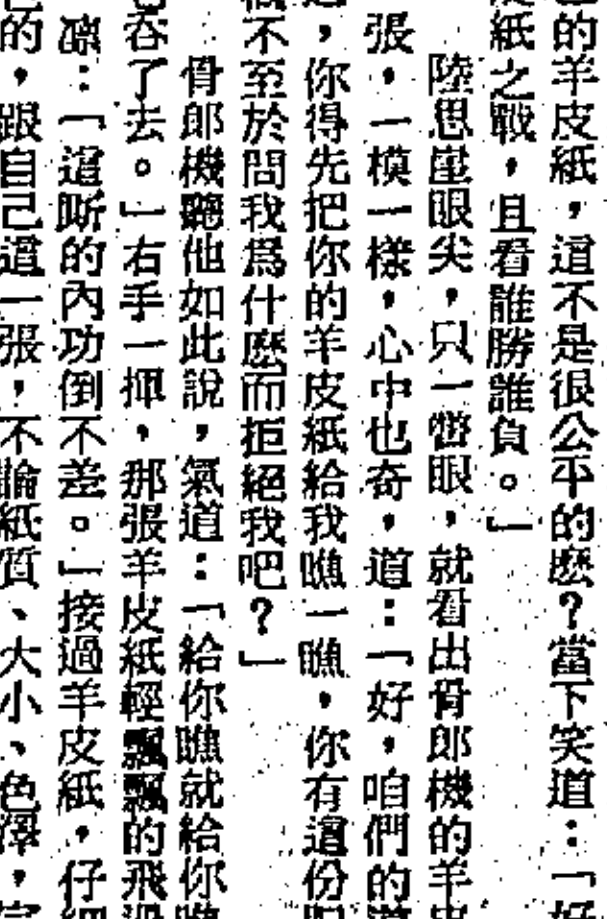 的羊皮紙,這不是很公平的麽?當下笑道:「好
紙之戰,且看誰勝誰負。」
陸思崖眼尖,只一瞥眼,就看出骨郎機的羊皮
張,一模一樣,心中也奇,道:「好,咱們的
,你得先把你的羊皮紙給我瞧一瞧,你有這份
不至於問我爲什麽而拒絕我吧?」
骨郎機聽他如此說,氣道:「給你瞧就給你瞧
吞了去。」右手一揮,那張羊皮紙輕飄飄的飛
凛:「這厮的內功倒不差。」接過羊皮紙,仔細
的,跟自己這一張,不論紙質、大小、色澤,完